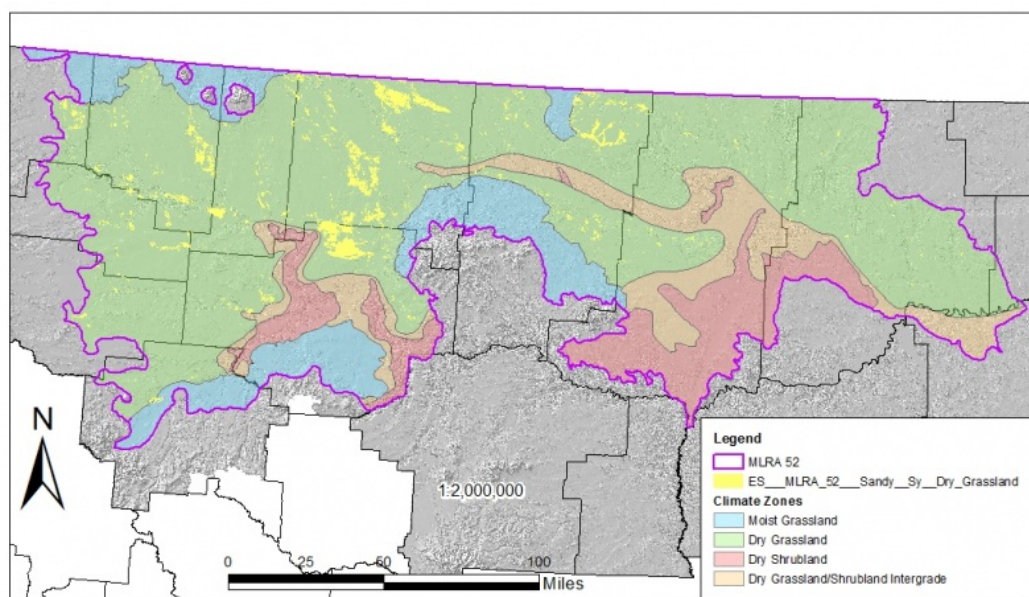 N
1:2,000,000
0 25 50 100
Miles
Legend
MLRA 52
ES___MLRA_52___Sandy__Sy__Dry_Grassland
Climate Zones
Moist Grassland
Dry Grassland
Dry Shrubland
Dry Grassland/Shrubland Intergrade